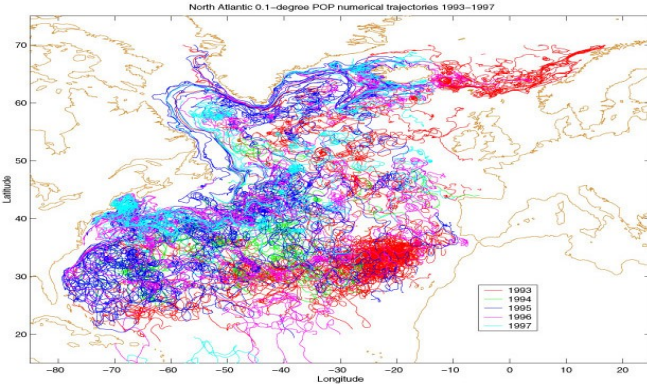 North Atlantic 0.1−degree POP numerical trajectories 1993−1997
70
60
50
40
30
20
Latitude
−80 −70 −60 −50 −40 −30 −20 −10 0 10 20
Longitude
1993
1994
1995
1996
1997